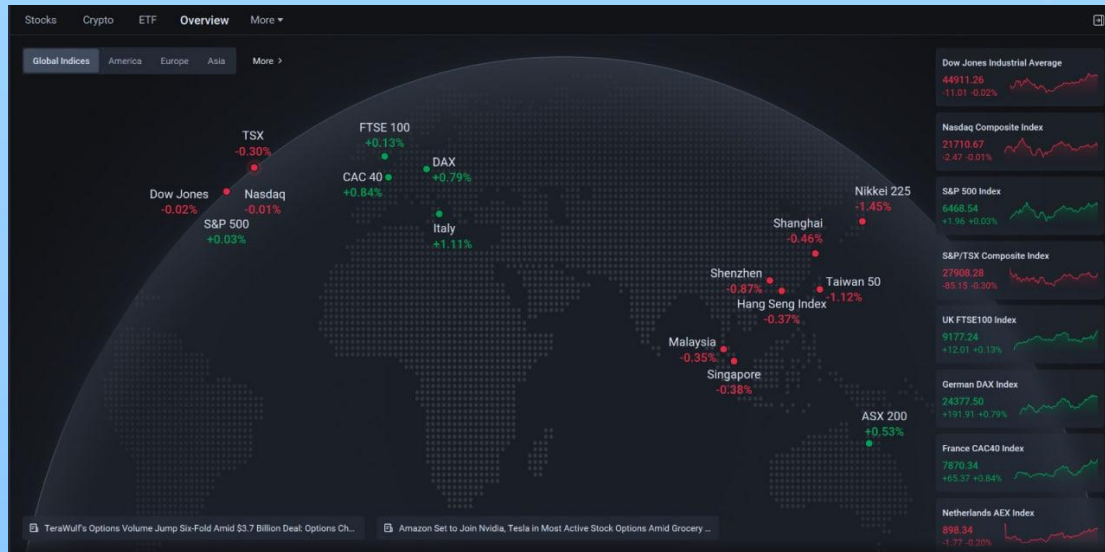 Stocks Crypto ETF Overview More
Global Indices America Europe Asia More >
TSX
-0.30%
Dow Jones
-0.02%
Nasdaq
-0.01%
S&P 500
+0.03%
FTSE 100
+0.13%
CAC 40
+0.84%
DAX
+0.79%
Italy
+1.11%
Nikkei 225
-1.45%
Shanghai
-0.46%
Shenzhen
-0.87%
Hang Seng Index
-0.37%
Taiwan 50
-1.12%
Malaysia
-0.35%
Singapore
-0.38%
ASX 200
+0.53%
Dow Jones Industrial Average
44911.26
-11.01 -0.02%
Nasdaq Composite Index
21710.67
-2.47 -0.01%
S&P 500 Index
6468.54
+1.96 +0.03%
S&P/TSX Composite Index
27908.28
-85.15 -0.30%
UK FTSE100 Index
9177.24
+12.01 +0.13%
German DAX Index
24377.50
+191.91 +0.79%
France CAC40 Index
7870.34
+65.37 +0.84%
Netherlands AEX Index
898.34
-1.77 -0.20%
TeraWulf's Options Volume Jump Six-Fold Amid $3.7 Billion Deal: Options Ch...
Amazon Set to Join Nvidia, Tesla in Most Active Stock Options Amid Grocery ...